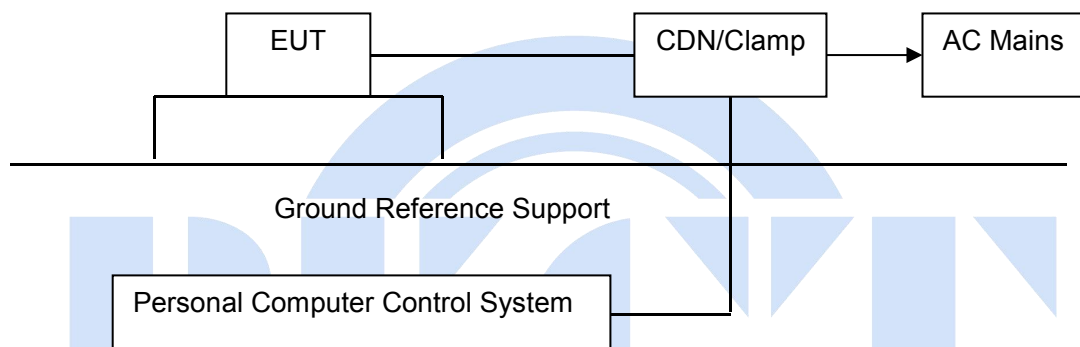 EUT
CDN/Clamp
AC Mains
Ground Reference Support
Personal Computer Control System